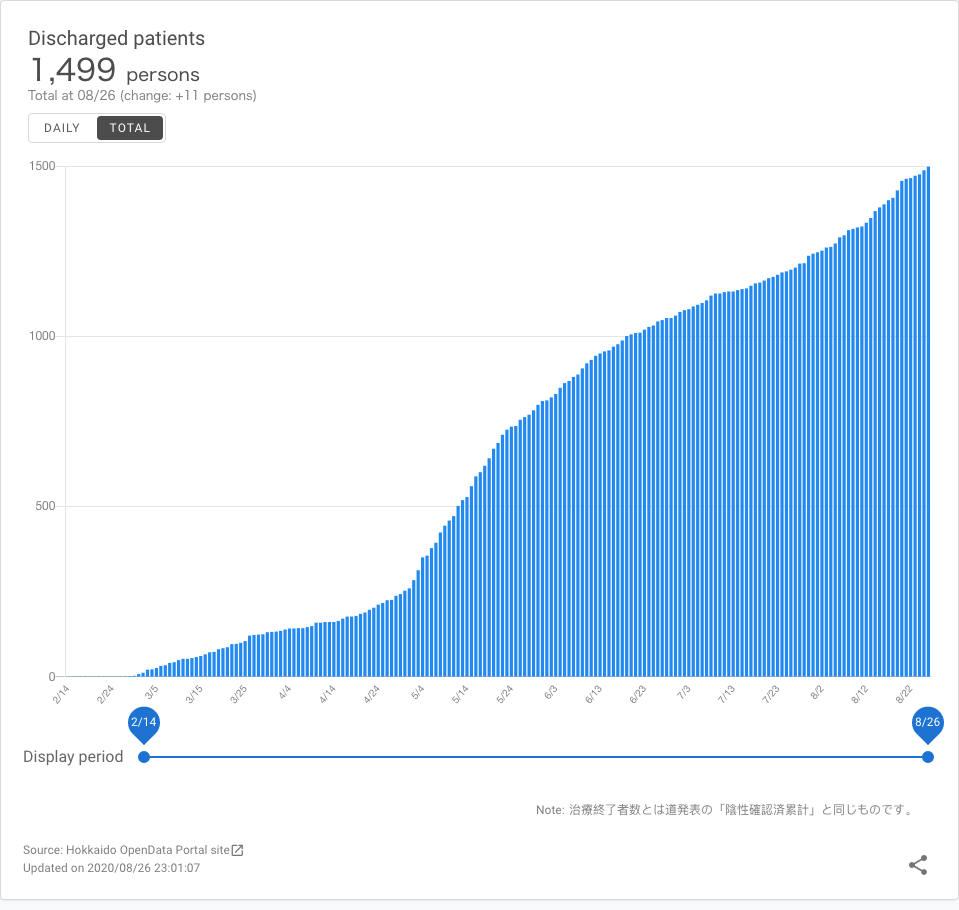 Discharged patients
1,499 persons
Total at 08/26 (change: +11 persons)
DAILY TOTAL
1500
1000
500
0
2/14 2/24 3/5 3/15 3/25 4/4 4/14 4/24 5/4 5/14 5/24 6/3 6/13 6/23 7/3 7/13 7/23 8/2 8/12 8/22
2/14 8/26
Display period
Note: 治療終了者数とは道発表の「陰性確認済累計」と同じものです。
Source: Hokkaido OpenData Portal site
Updated on 2020/08/26 23:01:07